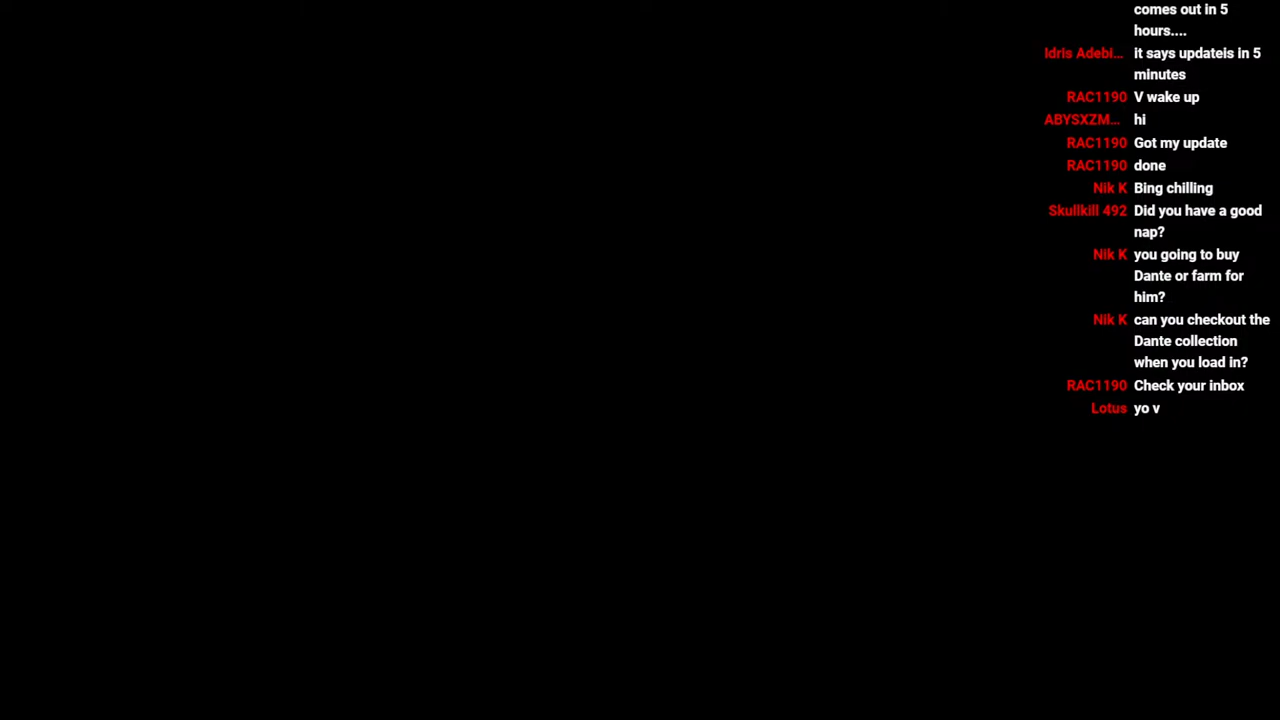 comes out in 5
hours....
Idris Adebi... it says updateis in 5
minutes
RAC1190 V wake up
ABYSXZM... hi
RAC1190 Got my update
RAC1190 done
Nik K Bing chilling
Skullkill 492 Did you have a good
nap?
Nik K you going to buy
Dante or farm for
him?
Nik K can you checkout the
Dante collection
when you load in?
RAC1190 Check your inbox
Lotus yo v